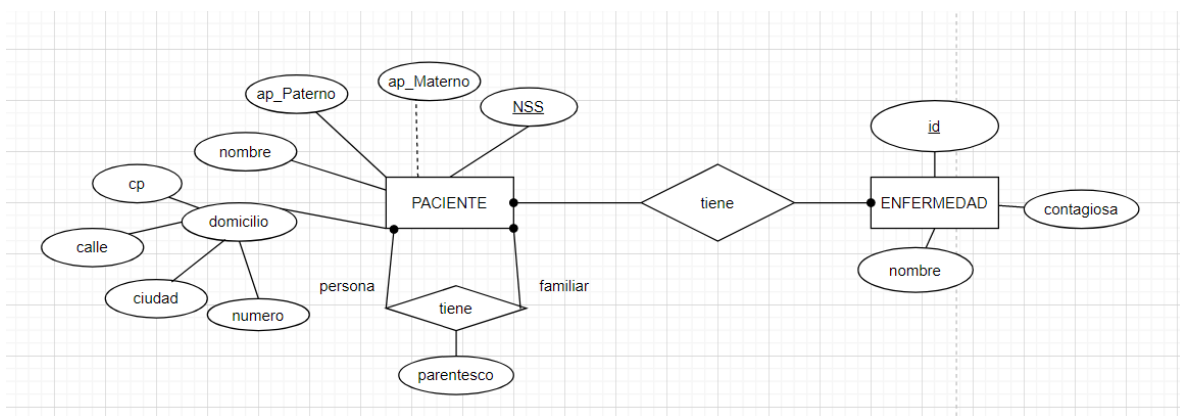 ap_Paterno
ap_Materno
NSS
nombre
cp
domicilio
calle
ciudad
numero
PACIENTE
persona
familiar
tiene
parentesco
tiene
id
ENFERMEDAD
contagiosa
nombre